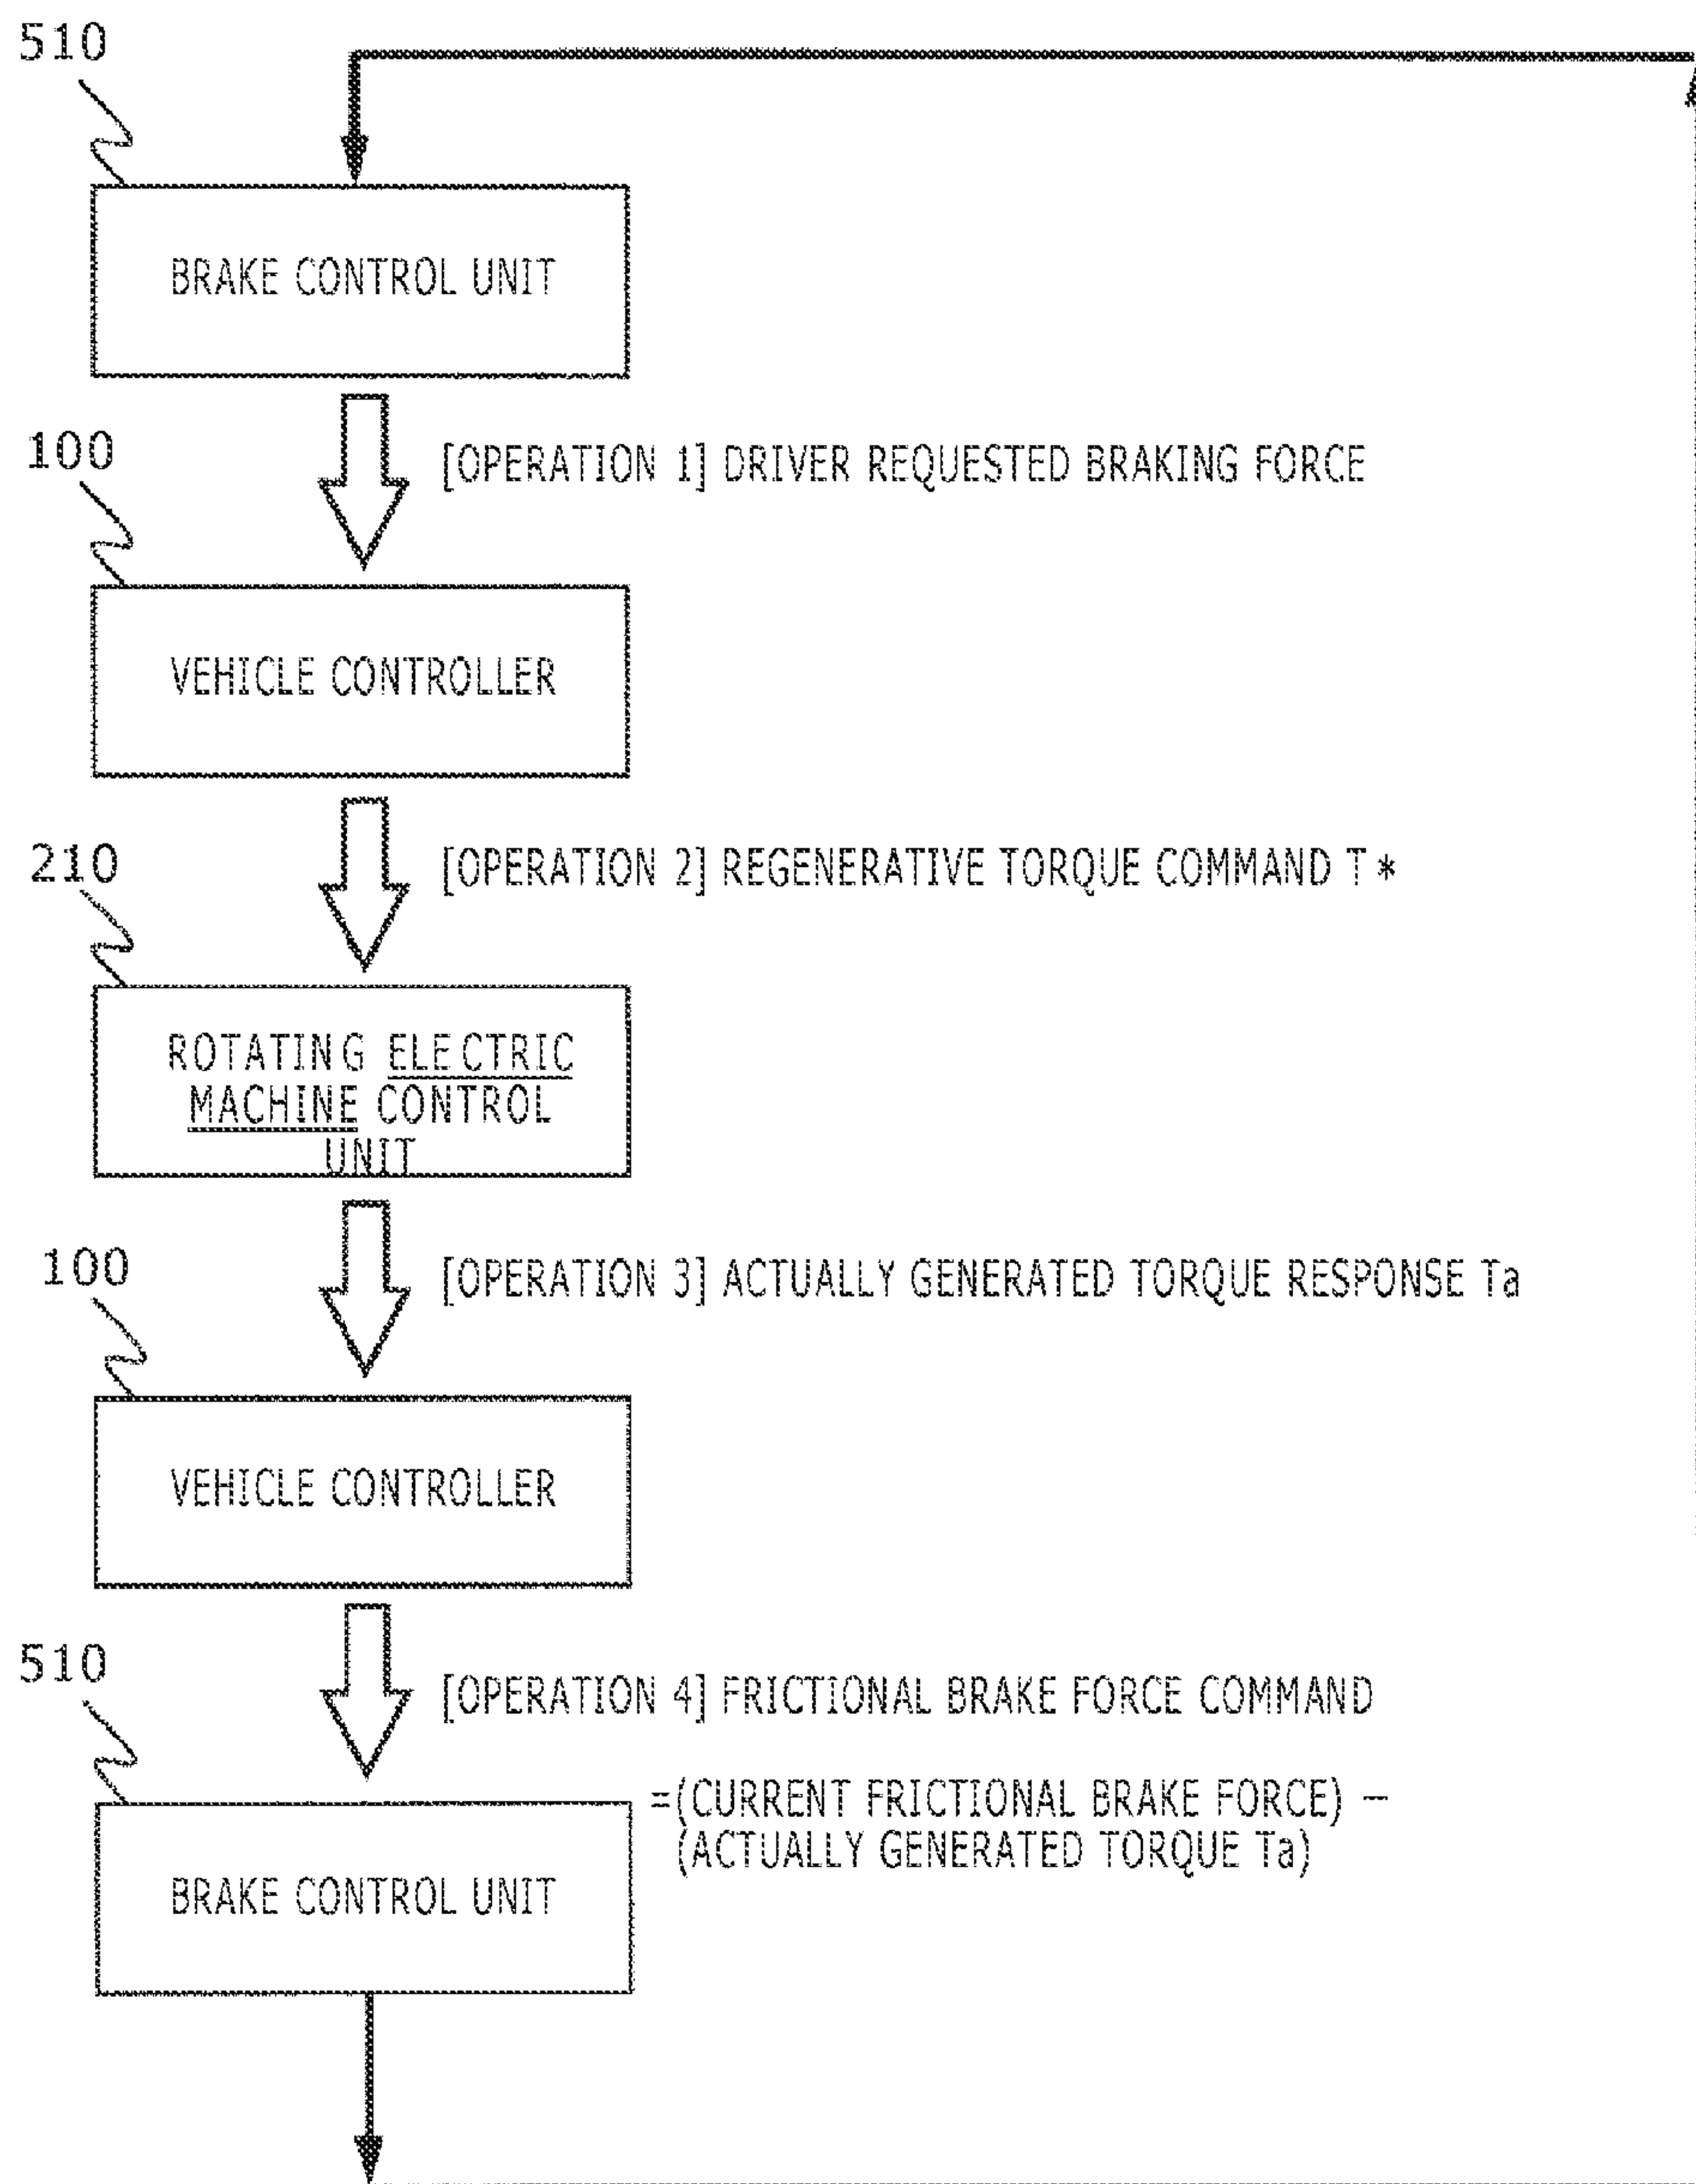 510
BRAKE CONTROL UNIT
100
[OPERATION 1] DRIVER REQUESTED BRAKING FORCE
VEHICLE CONTROLLER
210
[OPERATION 2] REGENERATIVE TORQUE COMMAND T*
ROTATING ELECTRIC
MACHINE CONTROL
UNIT
100
[OPERATION 3] ACTUALLY GENERATED TORQUE RESPONSE Ta
VEHICLE CONTROLLER
510
[OPERATION 4] FRICTIONAL BRAKE FORCE COMMAND
=(CURRENT FRICTIONAL BRAKE FORCE) −
(ACTUALLY GENERATED TORQUE Ta)
BRAKE CONTROL UNIT